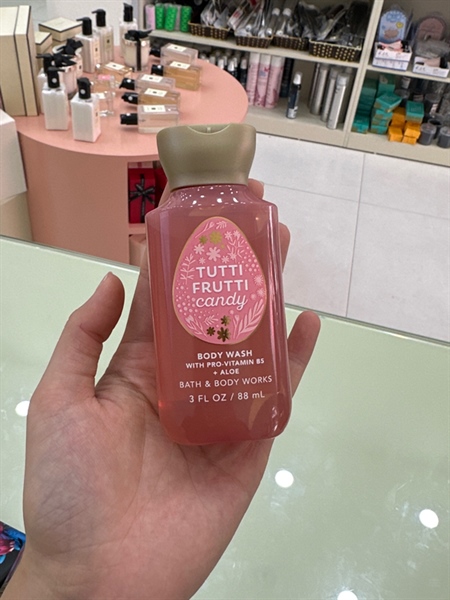 TUTTI
FRUTTI
candy
BODY WASH
WITH PRO-VITAMIN B5
+ ALOE
BATH & BODY WORKS
3 FL OZ / 88 mL